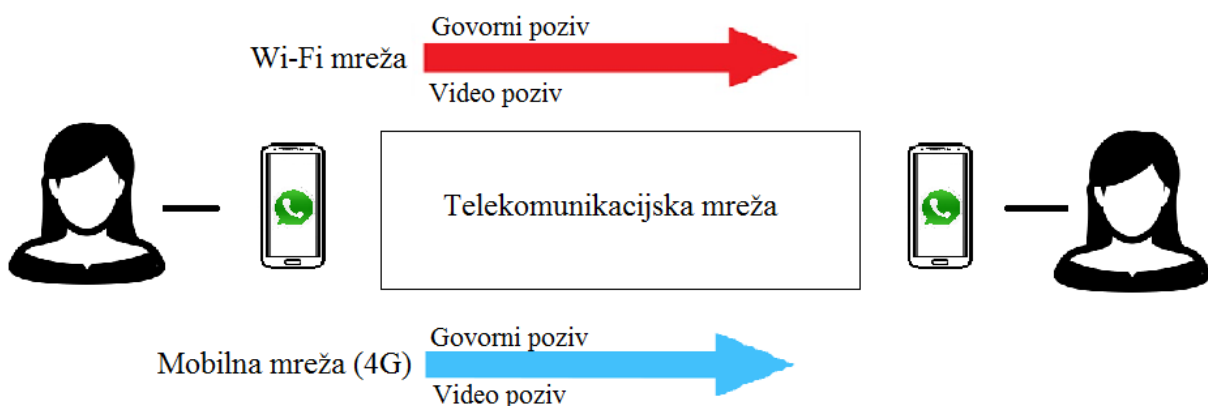 Govorni poziv
Wi-Fi mreža
Video poziv
Telekomunikacijska mreža
Govorni poziv
Mobilna mreža (4G)
Video poziv